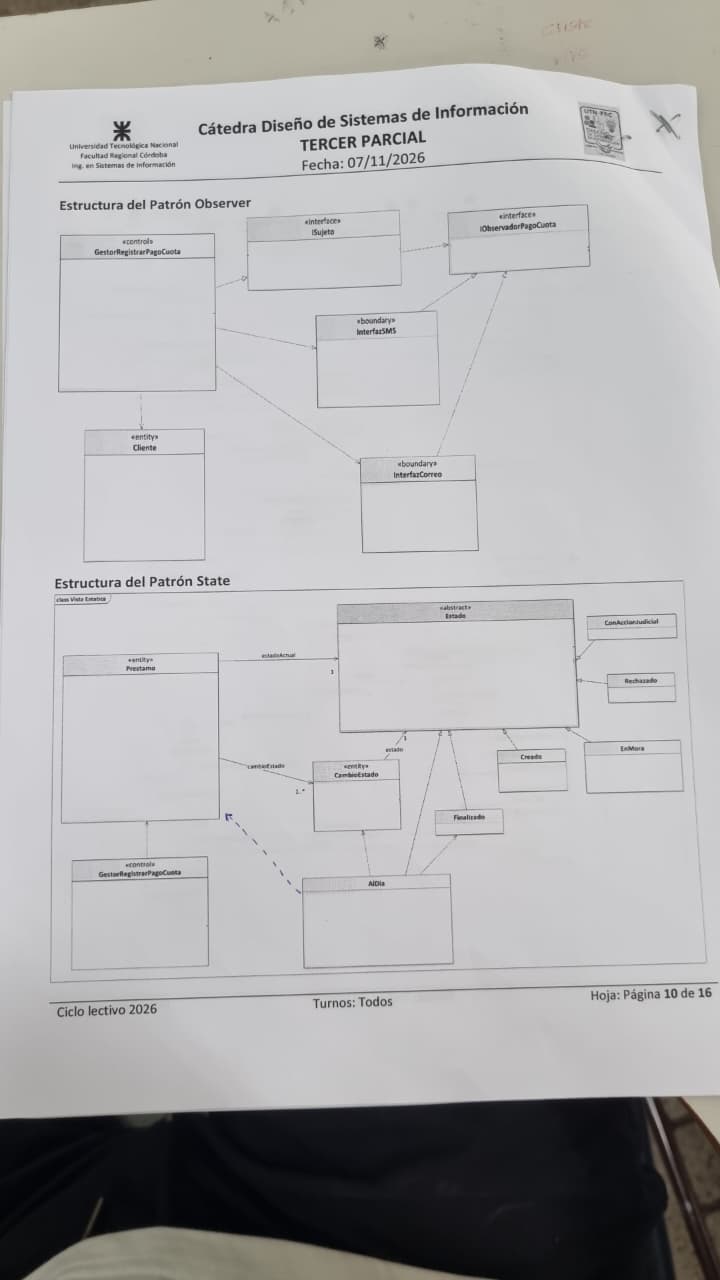 Universidad Tecnológica Nacional
Facultad Regional Córdoba
Ing. en Sistemas de Información
Cátedra Diseño de Sistemas de Información
TERCER PARCIAL
Fecha: 07/11/2026
UTN-FRC
Estructura del Patrón Observer
«control»
GestorRegistrarPagoCuota
«interface»
ISujeto
«interface»
IObservadorPagoCuota
«boundary»
InterfazSMS
«entity»
Cliente
«boundary»
InterfazCorreo
Estructura del Patrón State
class Vista Estatica
«abstract»
Estado
ConAccionJudicial
«entity»
Prestamo
estadoActual
1
Rechazado
EnMora
Creado
estado
1
cambioEstado
1..*
«entity»
CambioEstado
Finalizado
«control»
GestorRegistrarPagoCuota
AlDia
Ciclo lectivo 2026
Turnos: Todos
Hoja: Página 10 de 16